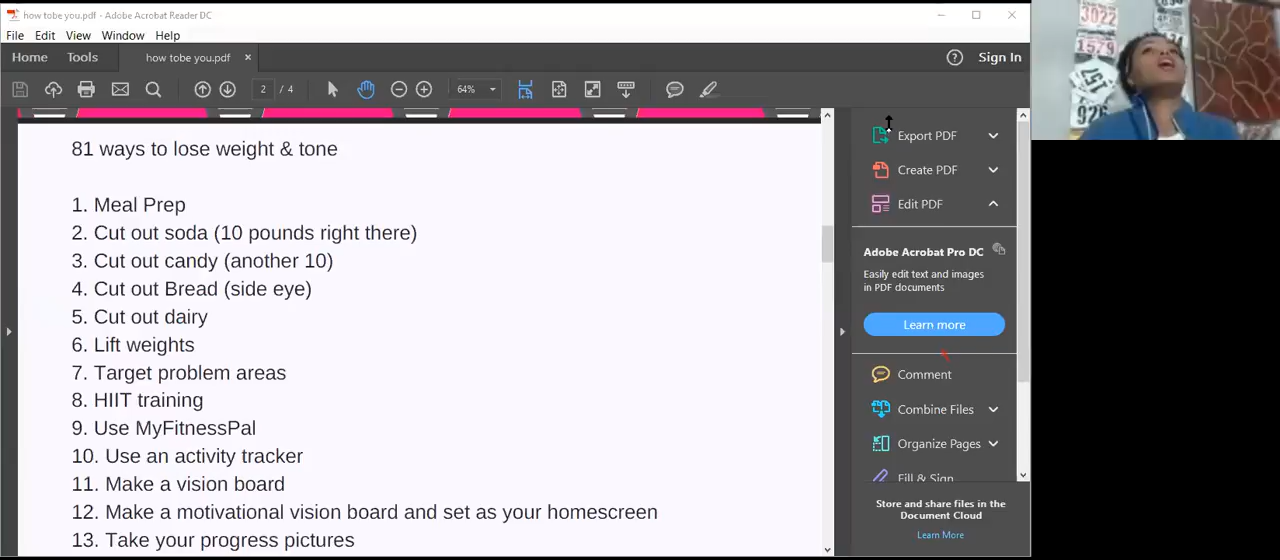 how tobe you.pdf - Adobe Acrobat Reader DC
File Edit View Window Help
Home Tools how tobe you.pdf × Sign In
2 / 4 64%
81 ways to lose weight & tone
1. Meal Prep
2. Cut out soda (10 pounds right there)
3. Cut out candy (another 10)
4. Cut out Bread (side eye)
5. Cut out dairy
6. Lift weights
7. Target problem areas
8. HIIT training
9. Use MyFitnessPal
10. Use an activity tracker
11. Make a vision board
12. Make a motivational vision board and set as your homescreen
13. Take your progress pictures
Export PDF
Create PDF
Edit PDF
Adobe Acrobat Pro DC
Easily edit text and images
in PDF documents
Learn more
Comment
Combine Files
Organize Pages
Fill & Sign
Store and share files in the
Document Cloud
Learn More
3022
1579
157
926